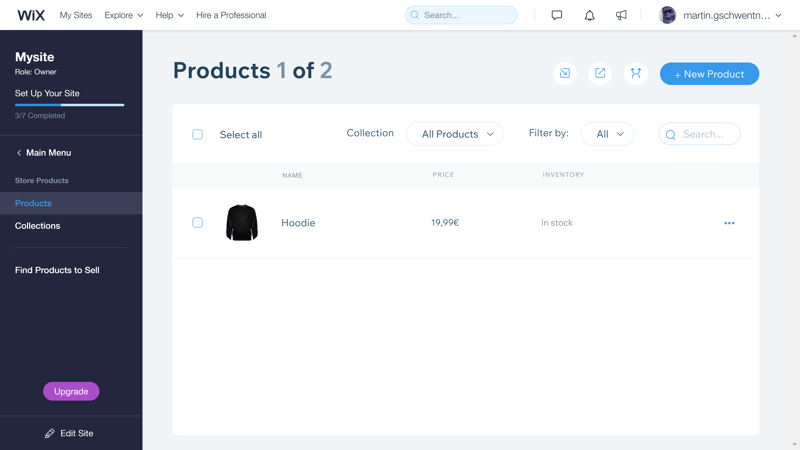 WiX My Sites Explore Help Hire a Professional Search... martin.gschwentn...
Mysite
Role: Owner
Set Up Your Site
3/7 Completed
Main Menu
Store Products
Products
Collections
Find Products to Sell
Upgrade
Edit Site
Products 1 of 2
+ New Product
Select all Collection All Products Filter by: All Search...
NAME PRICE INVENTORY
Hoodie 19,99€ In stock